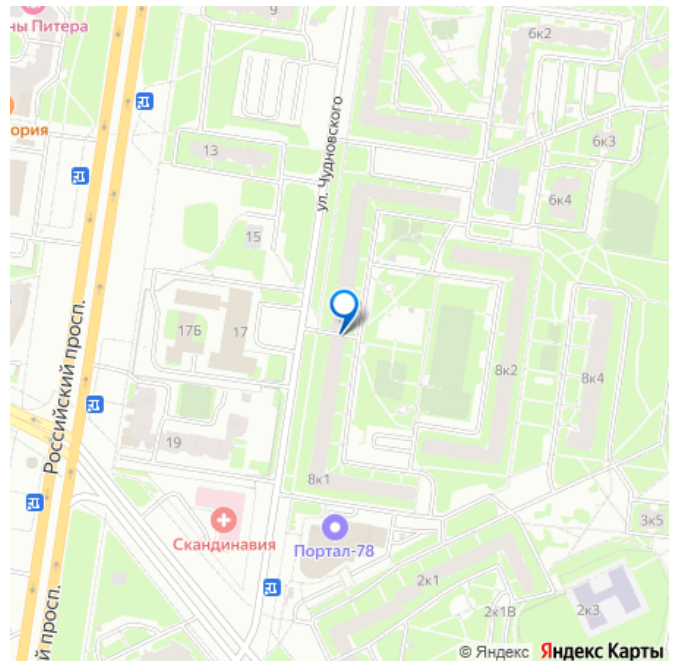 ны Питера
9
6к2
ория
13
ул. Чудновского
6к3
6к4
15
17Б
17
Российский просп.
8к2
8к4
19
8к1
3к5
Скандинавия
Портал-78
2к1
2к1В
2к3
й просп.
© Яндекс Яндекс Карты